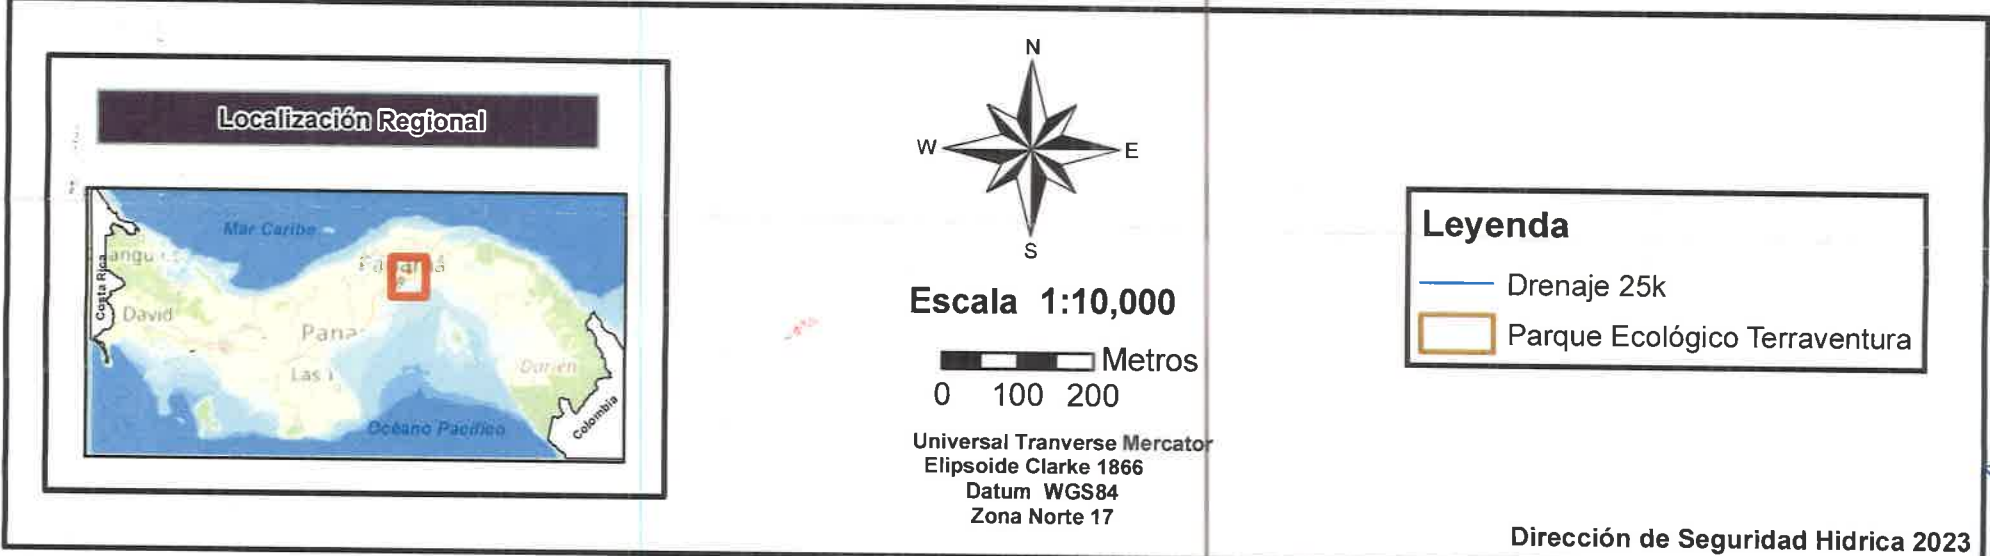 Localización Regional
Mar Caribe
Costa Rica
David
Océano Pacífico
Darién
Colombia
N
W
E
S
Escala 1:10,000
Metros
0 100 200
Universal Tranverse Mercator
Elipsoide Clarke 1866
Datum WGS84
Zona Norte 17
Leyenda
Drenaje 25k
Parque Ecológico Terraventura
Dirección de Seguridad Hidrica 2023